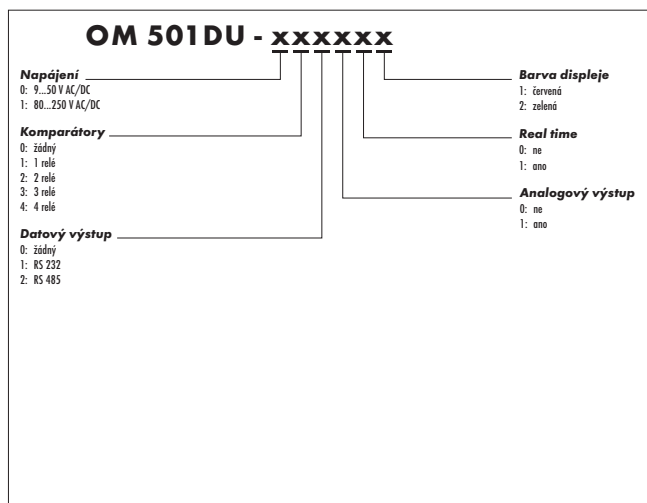 OM 501DU - xxxxxx
Napájení
0: 9...50 V AC/DC
1: 80...250 V AC/DC
Komparátory
0: žádný
1: 1 relé
2: 2 relé
3: 3 relé
4: 4 relé
Datový výstup
0: žádný
1: RS 232
2: RS 485
Barva displeje
1: červená
2: zelená
Real time
0: ne
1: ano
Analogový výstup
0: ne
1: ano